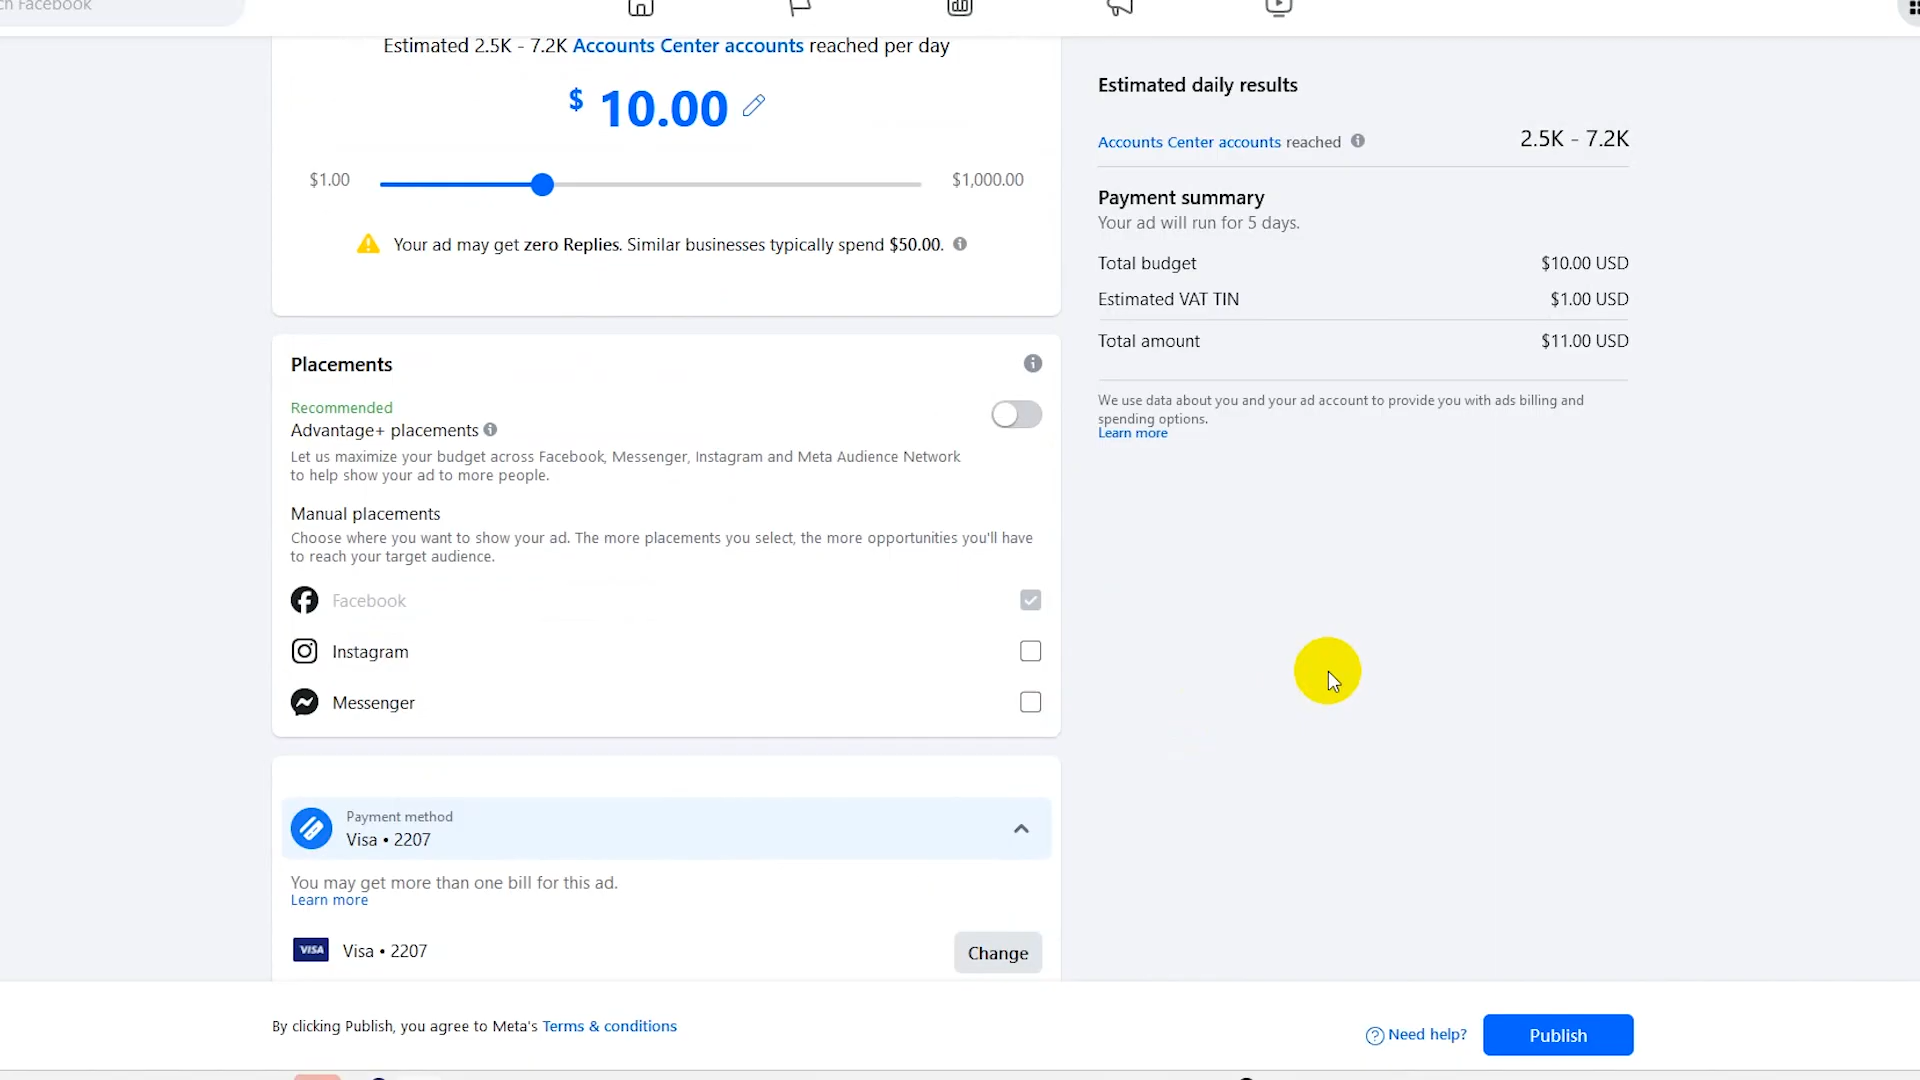 ch Facebook
Estimated 2.5K - 7.2K Accounts Center accounts reached per day
$ 10.00
$1.00
$1,000.00
Your ad may get zero Replies. Similar businesses typically spend $50.00.
Placements
Recommended
Advantage+ placements
Let us maximize your budget across Facebook, Messenger, Instagram and Meta Audience Network
to help show your ad to more people.
Manual placements
Choose where you want to show your ad. The more placements you select, the more opportunities you'll have
to reach your target audience.
Facebook
Instagram
Messenger
Payment method
Visa • 2207
You may get more than one bill for this ad.
Learn more
VISA Visa • 2207
Change
Estimated daily results
Accounts Center accounts reached 2.5K - 7.2K
Payment summary
Your ad will run for 5 days.
Total budget $10.00 USD
Estimated VAT TIN $1.00 USD
Total amount $11.00 USD
We use data about you and your ad account to provide you with ads billing and
spending options.
Learn more
By clicking Publish, you agree to Meta's Terms & conditions
Need help?
Publish